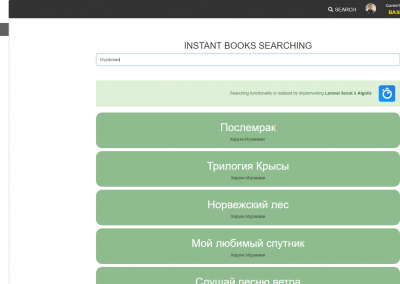 SEARCH
Current
BAS
INSTANT BOOKS SEARCHING
Мураками
Searching functionality is realized by implementing Laravel Scout & Algolia
Послемрак
Харуки Мураками
Трилогия Крысы
Харуки Мураками
Норвежский лес
Харуки Мураками
Мой любимый спутник
Харуки Мураками
Слушай песню ветра